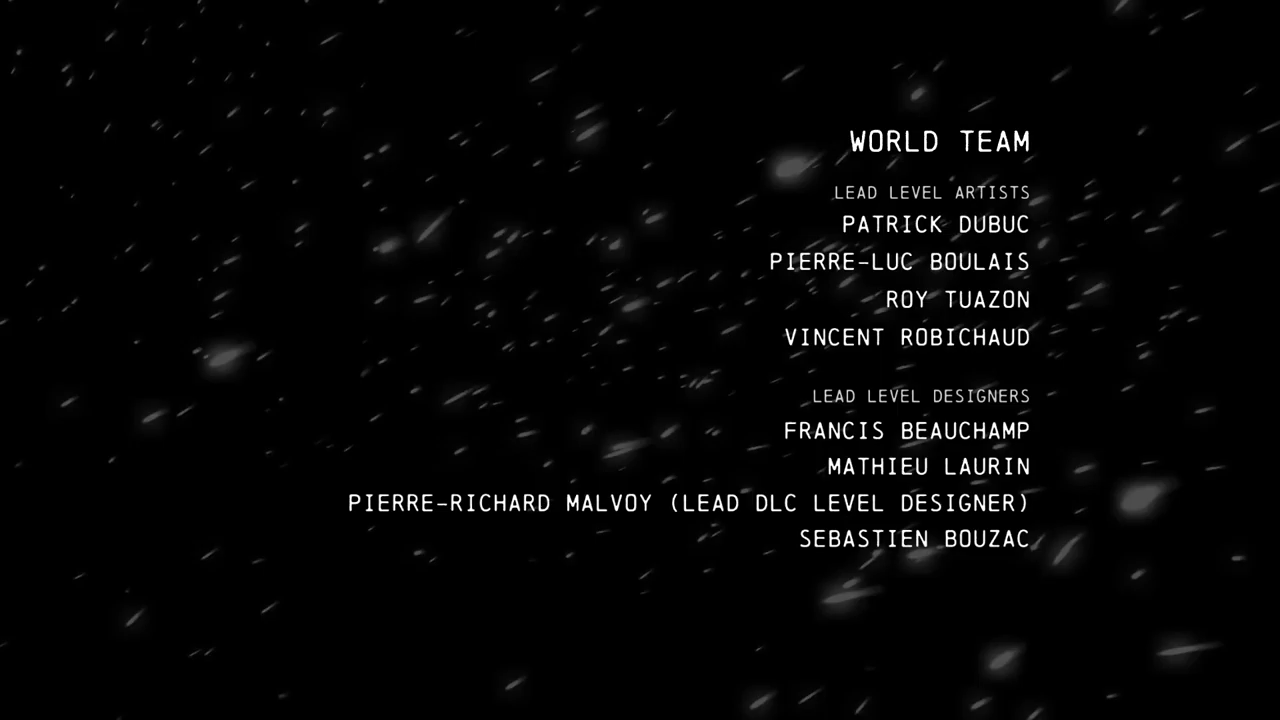 WORLD TEAM
LEAD LEVEL ARTISTS
PATRICK DUBUC
PIERRE-LUC BOULAIS
ROY TUAZON
VINCENT ROBICHAUD
LEAD LEVEL DESIGNERS
FRANCIS BEAUCHAMP
MATHIEU LAURIN
PIERRE-RICHARD MALVOY (LEAD DLC LEVEL DESIGNER)
SEBASTIEN BOUZAC